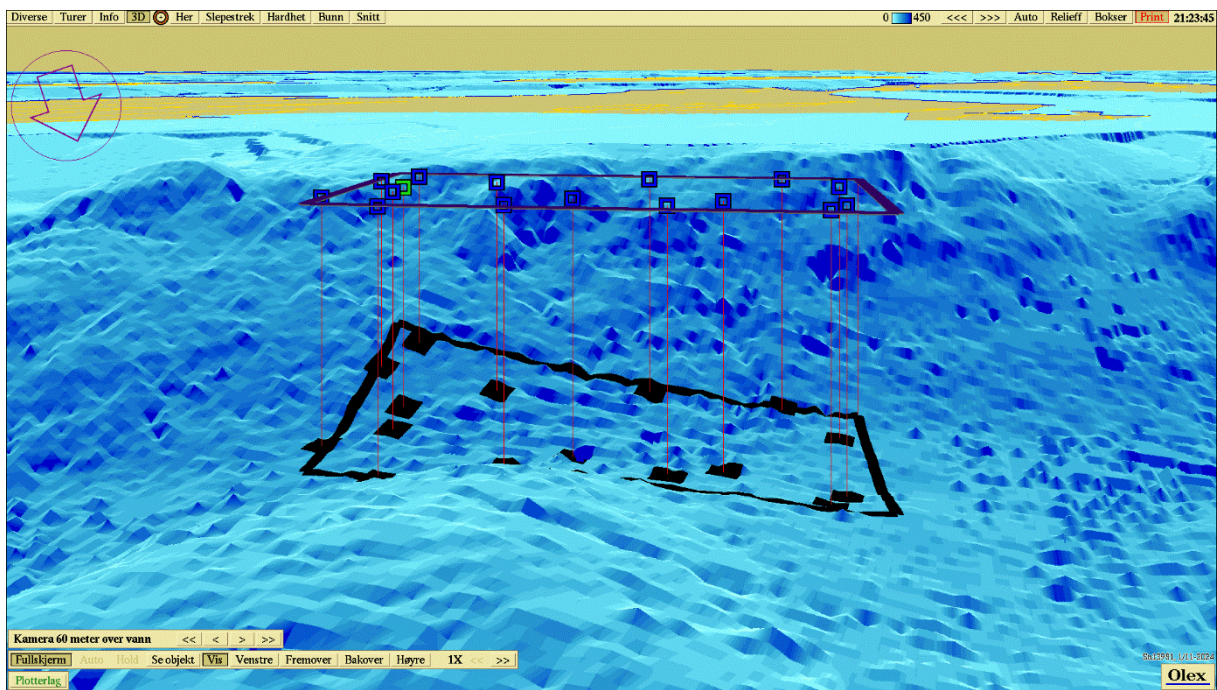 Diverse Turer Info 3D Her Slepestrek Hardhet Bunn Snitt 0 450 <<< >>> Auto Relieff Bokser Print 21:23:45
Kamera 60 meter over vann << < > >>
Fullskjerm Auto Hold Se objekt Vis Venstre Fremover Bakover Høyre 1X << >>
Plotterlag
Olex